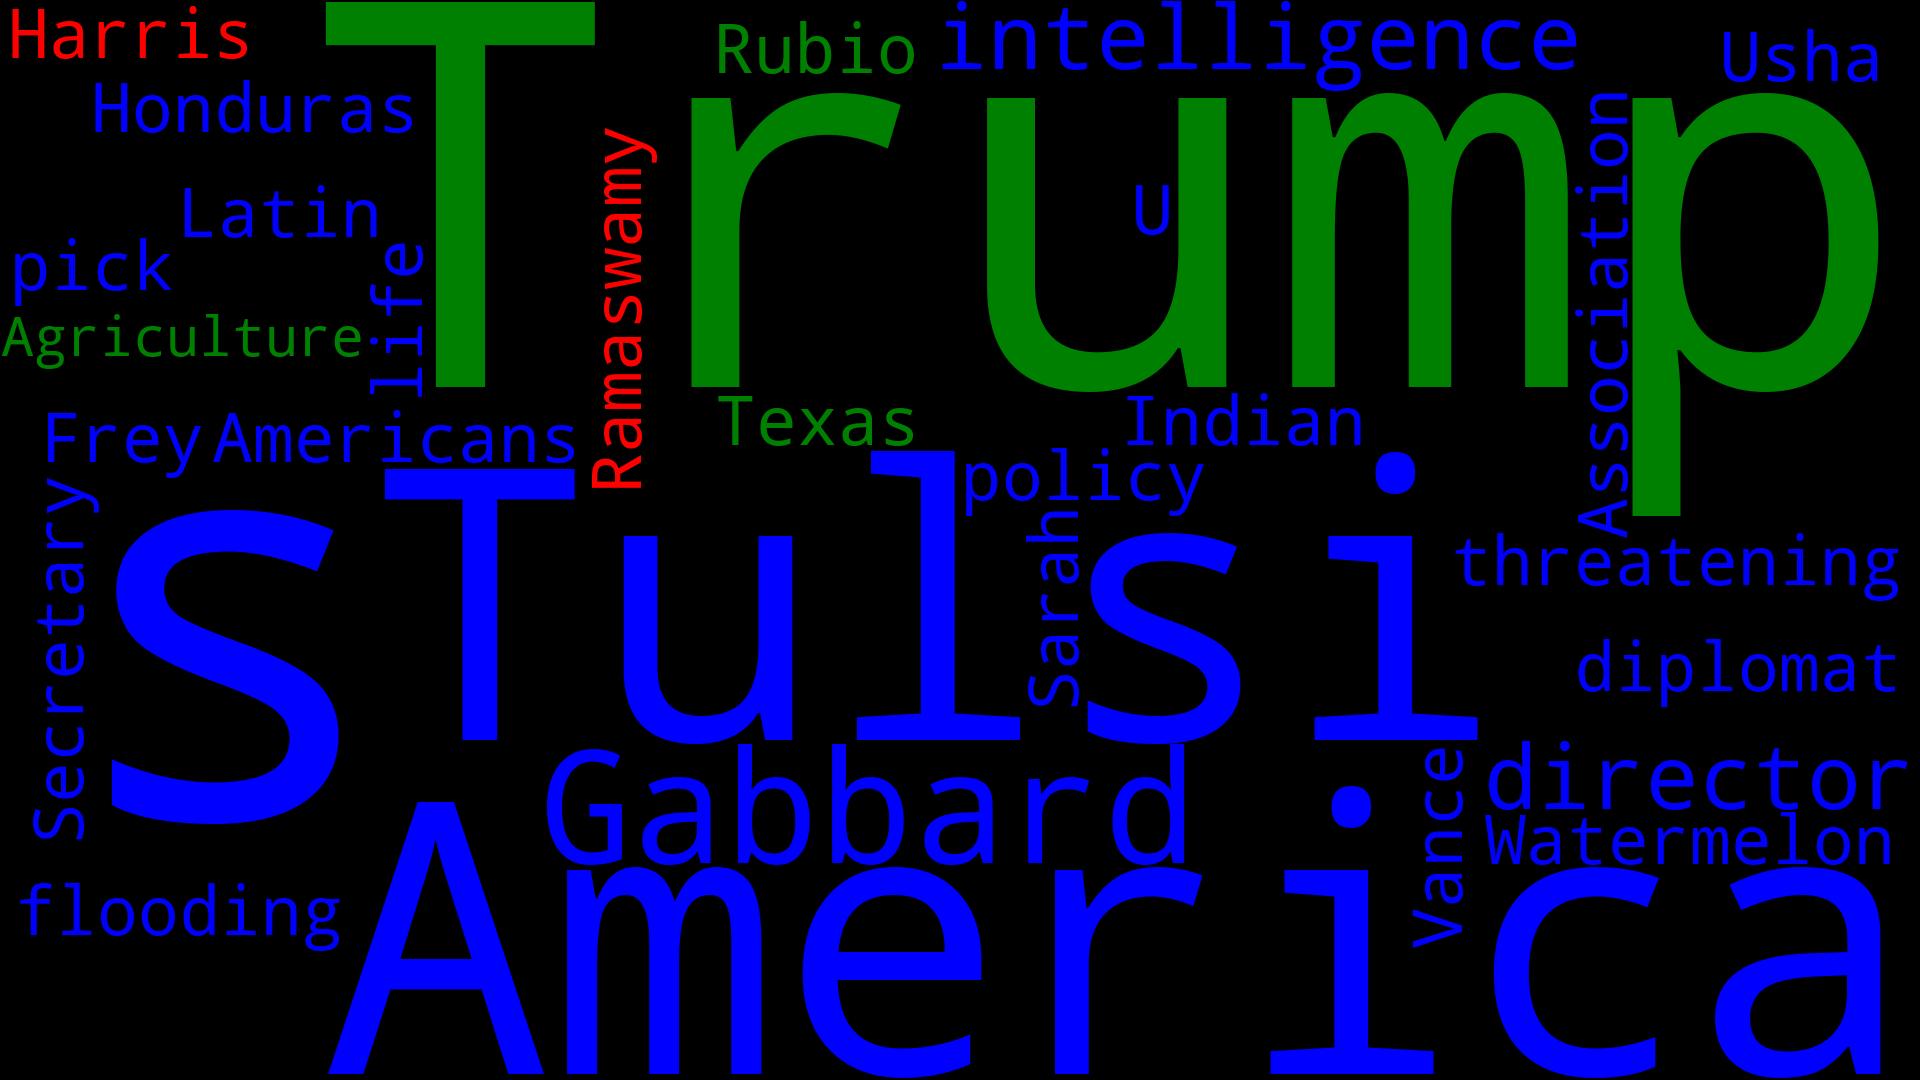 Harris
Trump
Rubio
intelligence
Usha
Honduras
Ramaswamy
Association
Latin
U
pick
life
Agriculture
Texas
Indian
Frey
Americans
policy
Secretary
s
Tulsi
Sarah
threatening
diplomat
Gabbard
director
Vance
Watermelon
flooding
America